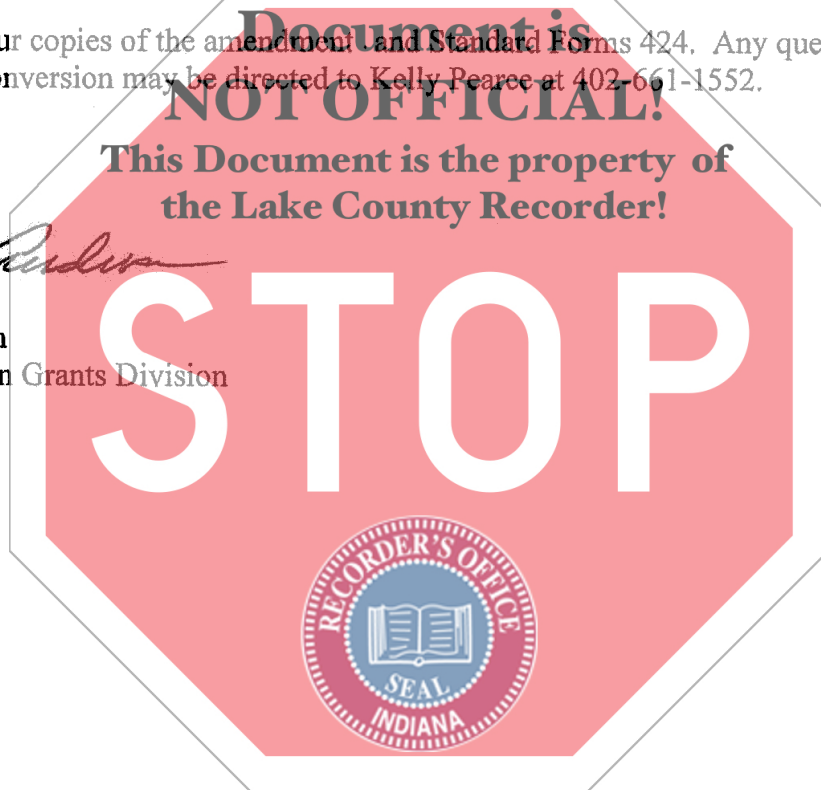 Document is
ur copies of the amendment and Standard Forms 424. Any que
onversion may be directed to Kelly Pearce at 402-661-1552.
NOT OFFICIAL!
This Document is the property of
the Lake County Recorder!
n
n Grants Division
STOP
RECORDER'S OFFICE
SEAL
INDIANA